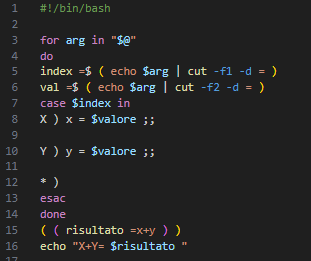 1 #!/bin/bash
2
3 for arg in "$@"
4 do
5 index =$ ( echo $arg | cut -f1 -d = )
6 val =$ ( echo $arg | cut -f2 -d = )
7 case $index in
8 X ) x = $valore ;;
9
10 Y ) y = $valore ;;
11
12 * )
13 esac
14 done
15 ( ( risultato =x+y ) )
16 echo "X+Y= $risultato "
17